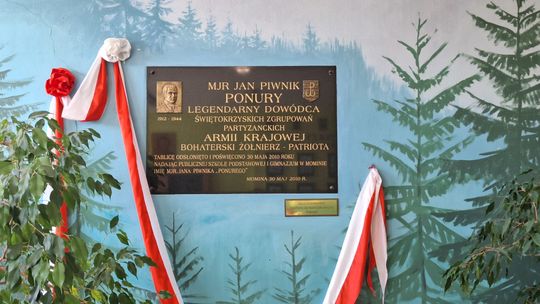 MJR JAN PIWNIK
PONURY
LEGENDARNY DOWÓDCA
ŚWIĘTOKRZYSKICH ZGRUPOWAŃ
PARTYZANCKICH
ARMII KRAJOWEJ
BOHATERSKI ŻOŁNIERZ - PATRIOTA
1912 - 1944
TABLICĘ ODSŁONIĘTO I POŚWIĘCONO 30 MAJA 2010 ROKU
NADAJĄC PUBLICZNEJ SZKOLE PODSTAWOWEJ I GIMNAZJUM W MOMINIE
IMIĘ MJR. JANA PIWNIKA „PONUREGO"
MOMINA 30 MAJ 2010 R.